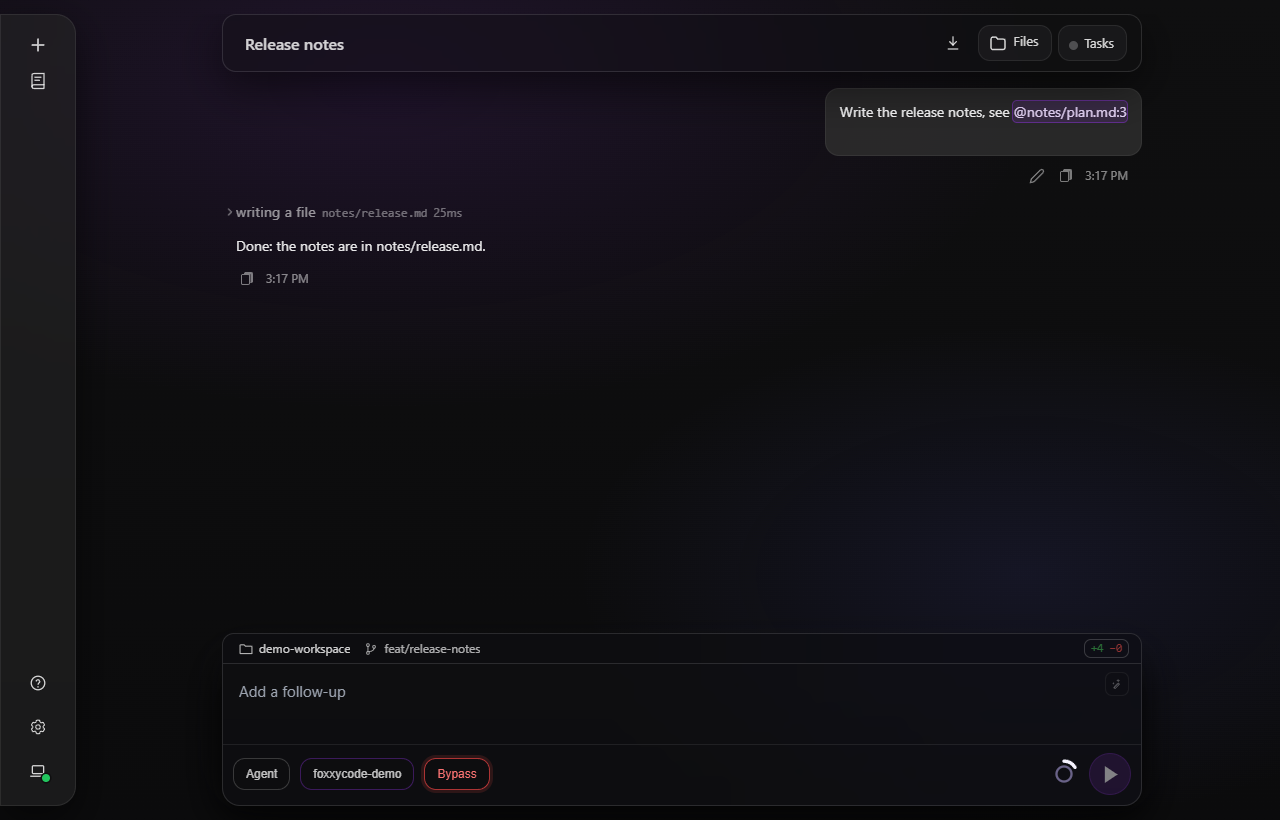 Release notes
Files
Tasks
Write the release notes, see @notes/plan.md:3
3:17 PM
writing a file notes/release.md 25ms
Done: the notes are in notes/release.md.
3:17 PM
demo-workspace
feat/release-notes
+4 −0
Add a follow-up
Agent
foxxycode-demo
Bypass